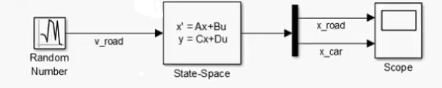 x' = Ax+Bu
y = Cx+Du
x_road
v_road
x_car
Random
Number
State-Space
Scope